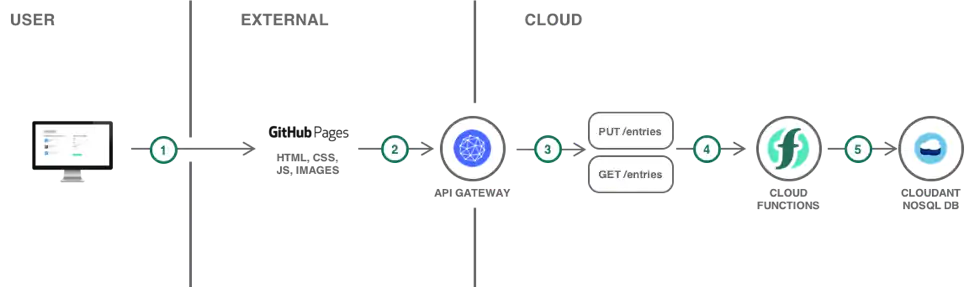 USER
EXTERNAL
CLOUD
1
GitHub Pages
HTML, CSS,
JS, IMAGES
2
API GATEWAY
3
PUT /entries
GET /entries
4
CLOUD
FUNCTIONS
5
CLOUDANT
NOSQL DB